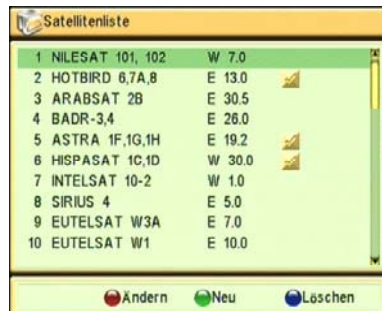 Satellitenliste
1 NILESAT 101, 102 W 7.0
2 HOTBIRD 6,7A,8 E 13.0
3 ARABSAT 2B E 30.5
4 BADR-3,4 E 26.0
5 ASTRA 1F,1G,1H E 19.2
6 HISPASAT 1C,1D W 30.0
7 INTELSAT 10-2 W 1.0
8 SIRIUS 4 E 5.0
9 EUTELSAT W3A E 7.0
10 EUTELSAT W1 E 10.0
Ändern Neu Löschen